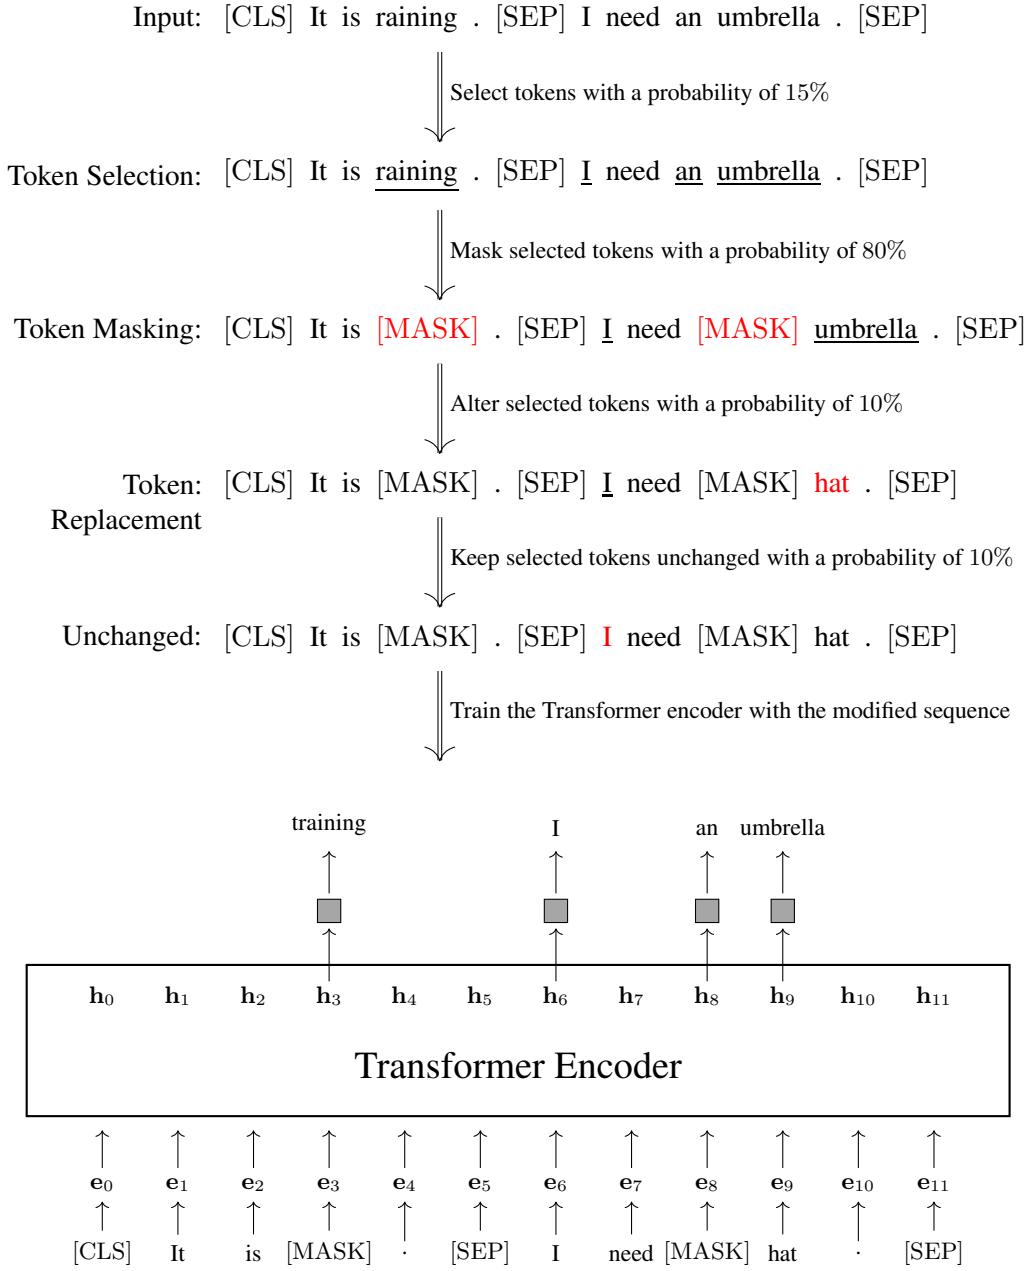 Input: [CLS] It is raining . [SEP] I need an umbrella . [SEP]
Select tokens with a probability of 15%
Token Selection: [CLS] It is raining . [SEP] I need an umbrella . [SEP]
Mask selected tokens with a probability of 80%
Token Masking: [CLS] It is [MASK] . [SEP] I need [MASK] umbrella . [SEP]
Alter selected tokens with a probability of 10%
Token: [CLS] It is [MASK] . [SEP] I need [MASK] hat . [SEP]
Replacement
Keep selected tokens unchanged with a probability of 10%
Unchanged: [CLS] It is [MASK] . [SEP] I need [MASK] hat . [SEP]
Train the Transformer encoder with the modified sequence
training I an umbrella
h0 h1 h2 h3 h4 h5 h6 h7 h8 h9 h10 h11
Transformer Encoder
e0 e1 e2 e3 e4 e5 e6 e7 e8 e9 e10 e11
[CLS] It is [MASK] . [SEP] I need [MASK] hat . [SEP]